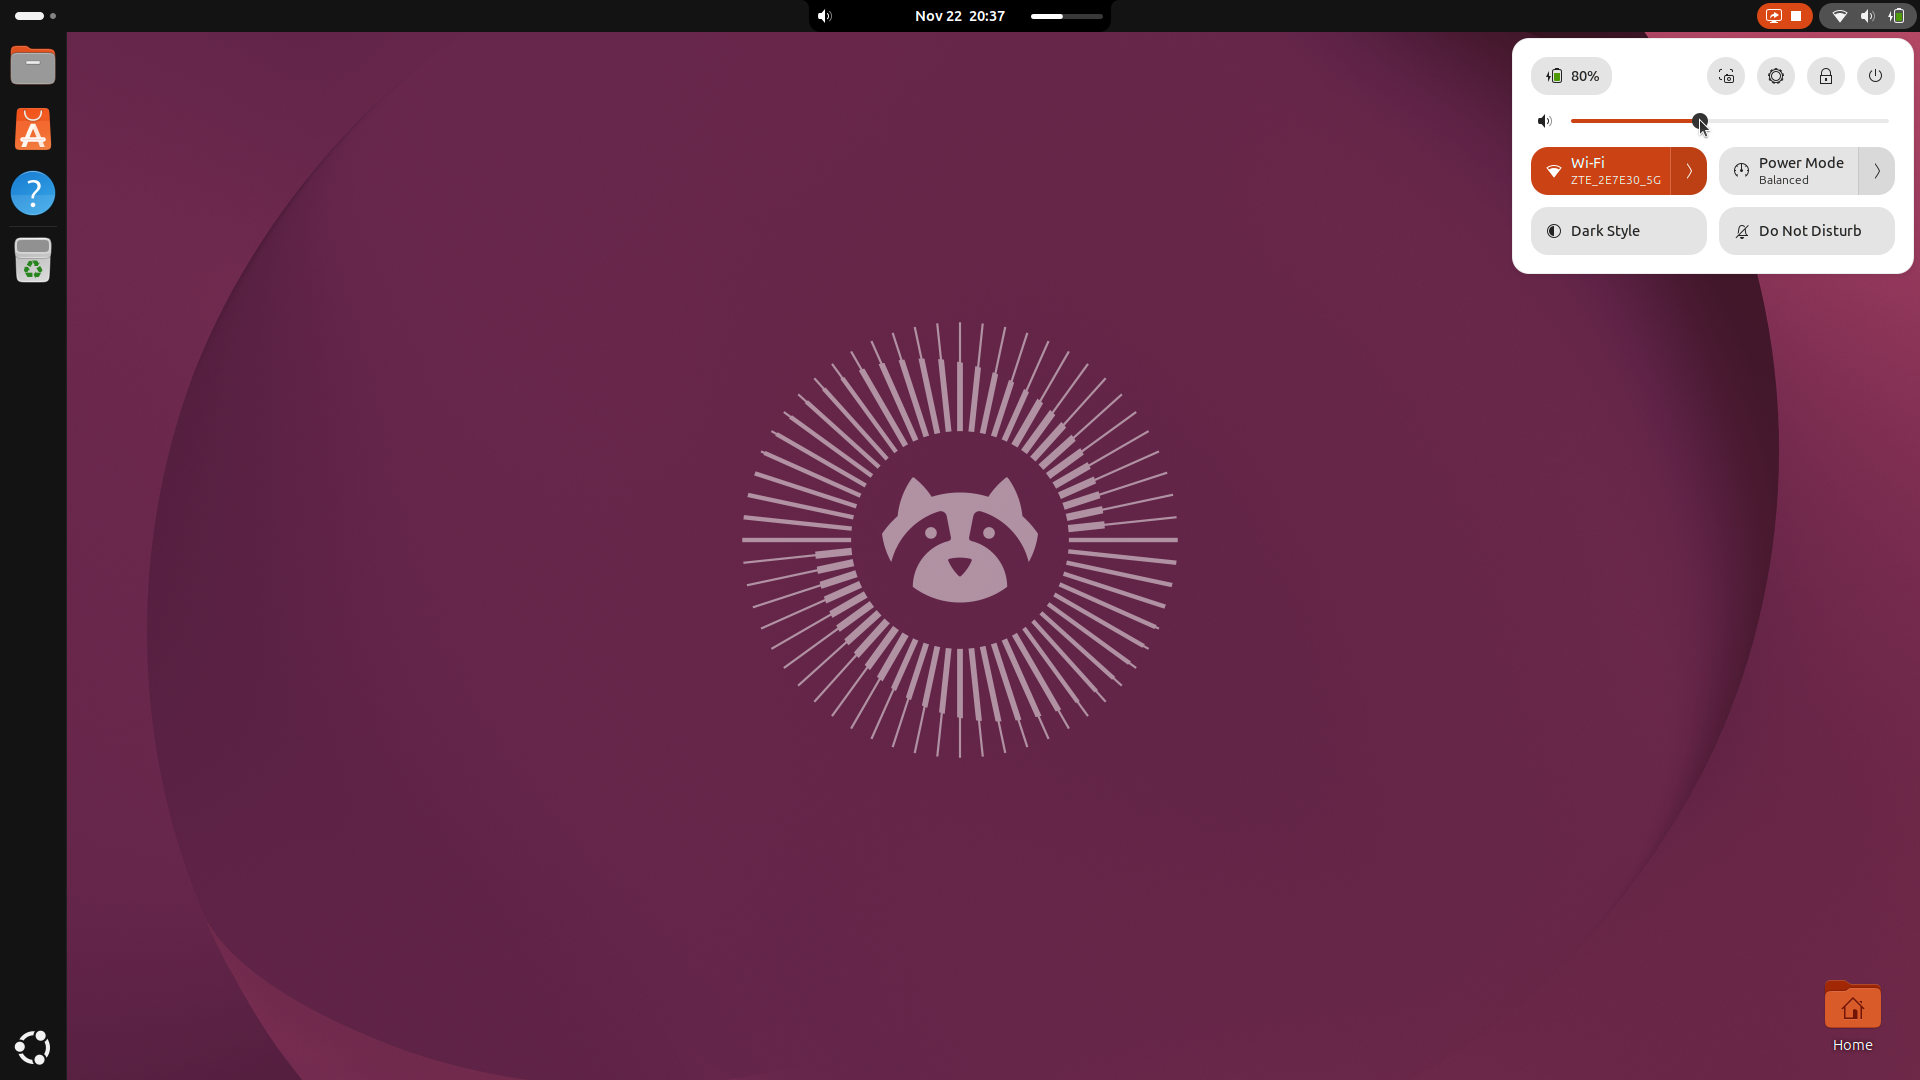 Nov 22 20:37
80%
Wi-Fi
ZTE_2E7E30_5G
Power Mode
Balanced
Dark Style
Do Not Disturb
Home